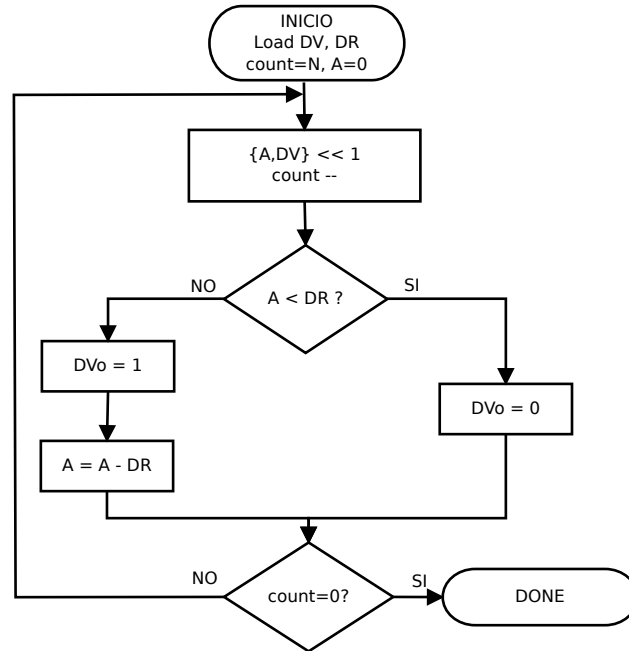 INICIO
Load DV, DR
count=N, A=0
{A,DV} << 1
count --
A < DR ?
NO
SI
DVo = 1
DVo = 0
A = A - DR
count=0?
NO
SI
DONE